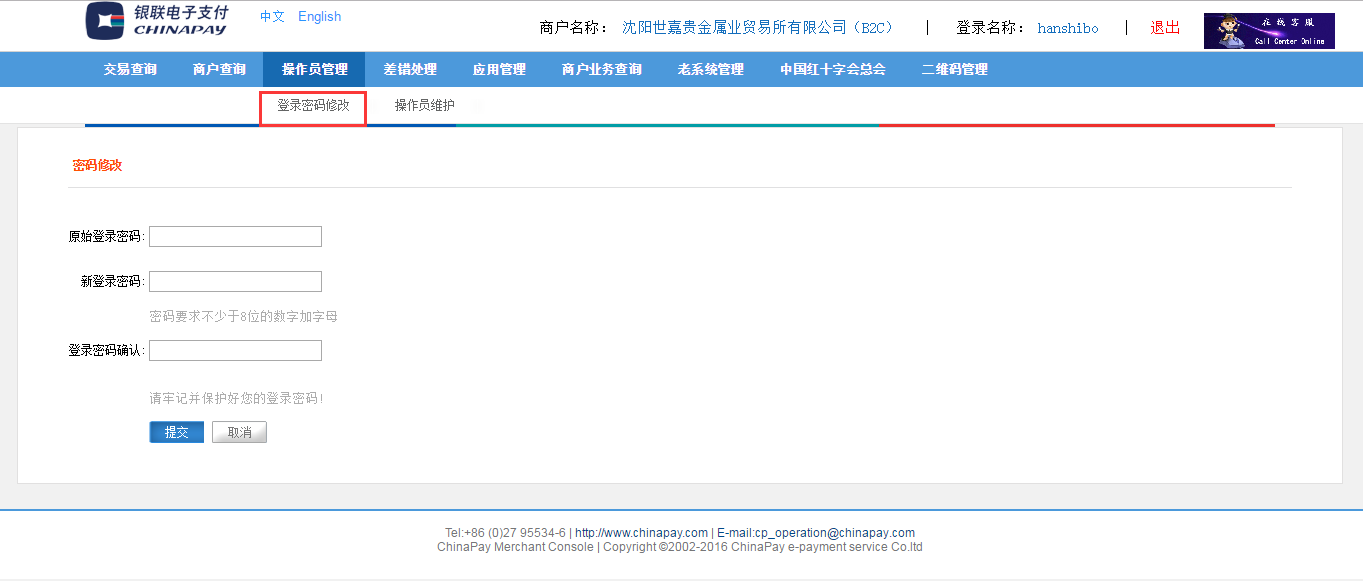 银联电子支付
CHINAPAY
中文 English
商户名称： 沈阳世嘉贵金属业贸易所有限公司（B2C） | 登录名称： hanshibo | 退出
在线客服
Call Center Online
交易查询 商户查询 操作员管理 差错处理 应用管理 商户业务查询 老系统管理 中国红十字会总会 二维码管理
登录密码修改 操作员维护
密码修改
原始登录密码:
新登录密码:
密码要求不少于8位的数字加字母
登录密码确认:
请牢记并保护好您的登录密码!
提交 取消
Tel:+86 (0)27 95534-6 | http://www.chinapay.com | E-mail:cp_operation@chinapay.com
ChinaPay Merchant Console | Copyright ©2002-2016 ChinaPay e-payment service Co.ltd